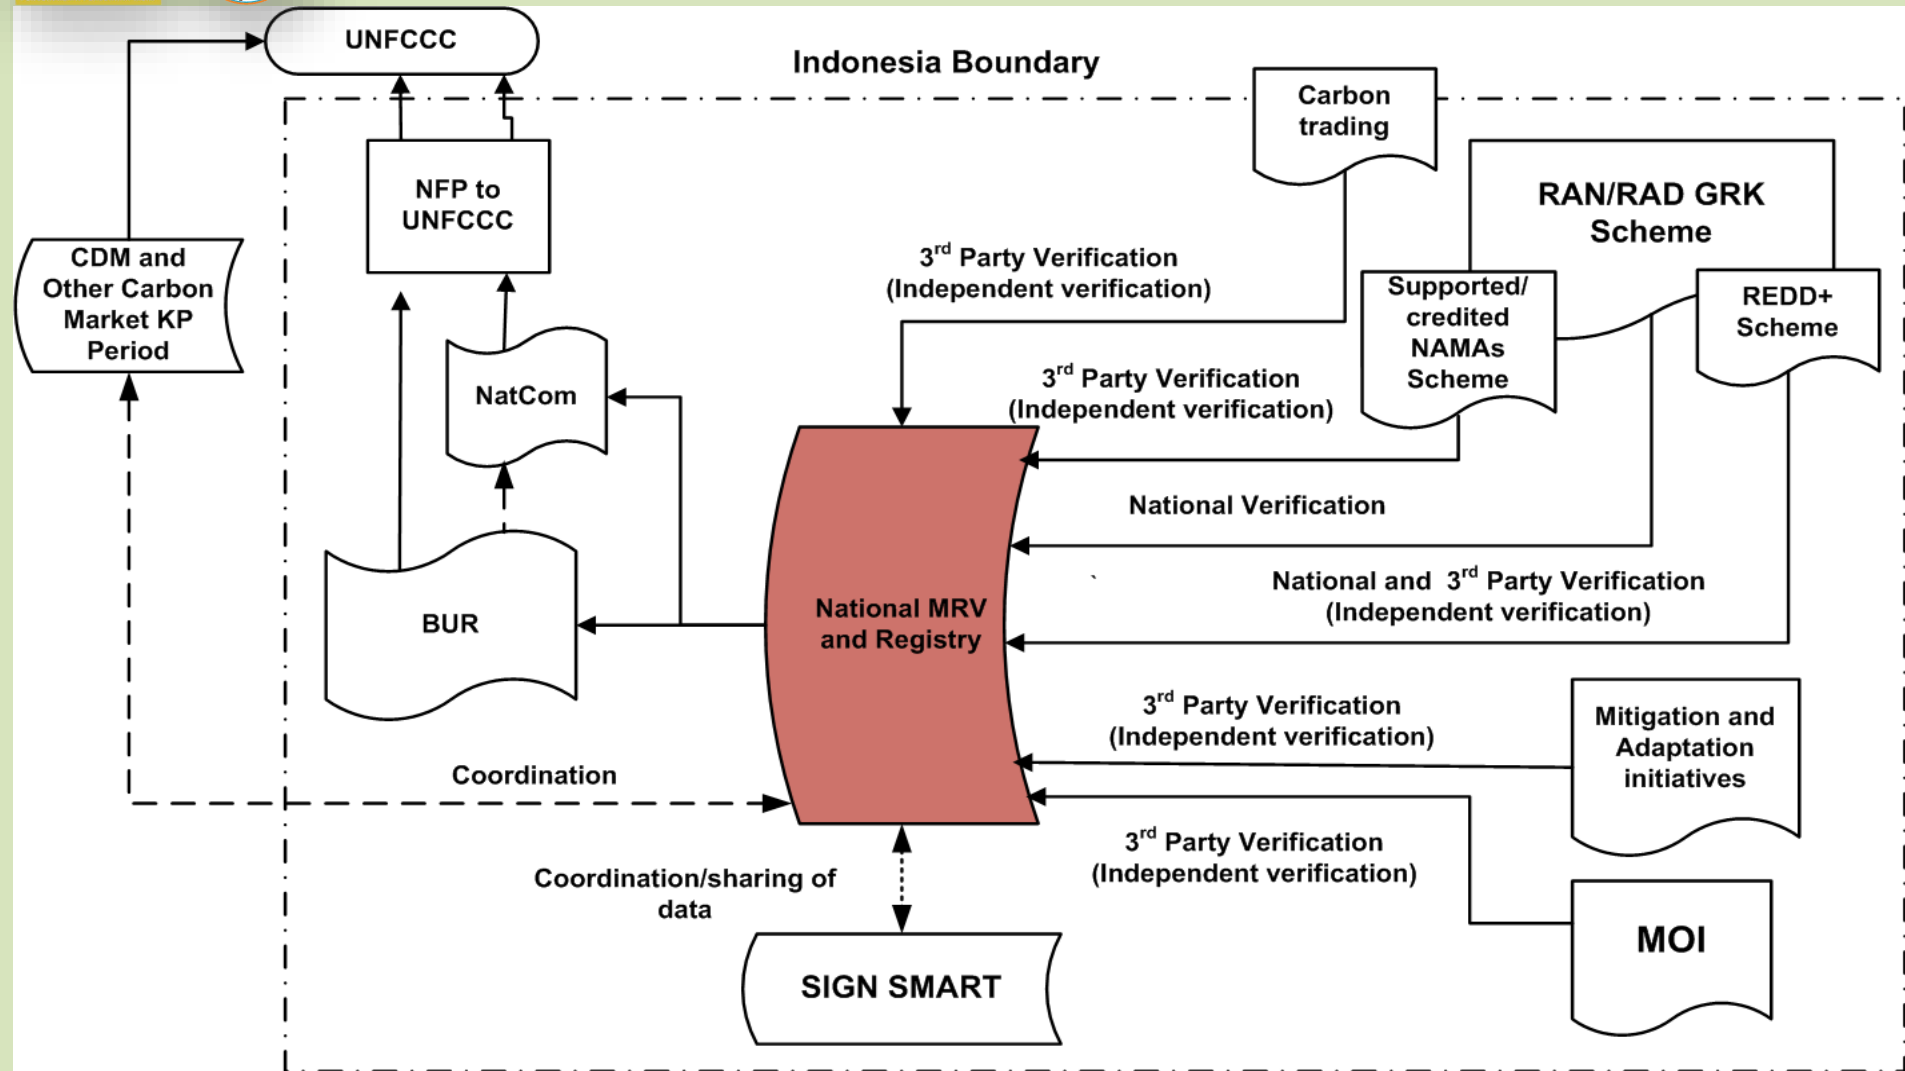 UNFCCC
Indonesia Boundary
Carbon
trading
NFP to
UNFCCC
RAN/RAD GRK
Scheme
CDM and
Other Carbon
Market KP
Period
3rd Party Verification
(Independent verification)
Supported/
credited
NAMAs
Scheme
REDD+
Scheme
NatCom
3rd Party Verification
(Independent verification)
National Verification
BUR
National MRV
and Registry
National and 3rd Party Verification
(Independent verification)
3rd Party Verification
(Independent verification)
Mitigation and
Adaptation
initiatives
Coordination
3rd Party Verification
(Independent verification)
Coordination/sharing of
data
MOI
SIGN SMART